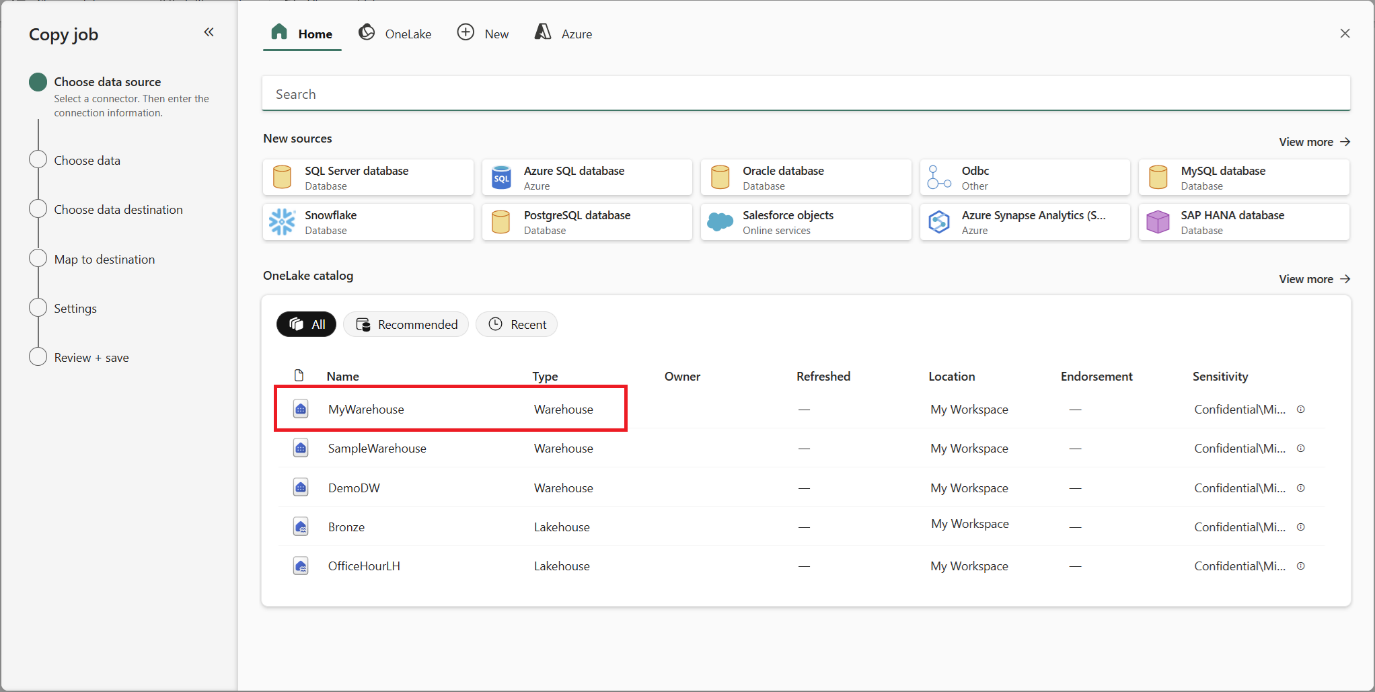 Copy job
«
Choose data source
Select a connector. Then enter the
connection information.
Choose data
Choose data destination
Map to destination
Settings
Review + save
Home OneLake New Azure
Search
New sources View more →
SQL Server database
Database
Azure SQL database
Azure
Oracle database
Database
Odbc
Other
MySQL database
Database
Snowflake
Database
PostgreSQL database
Database
Salesforce objects
Online services
Azure Synapse Analytics (S...
Azure
SAP HANA database
Database
OneLake catalog View more →
All Recommended Recent
Name Type Owner Refreshed Location Endorsement Sensitivity
MyWarehouse Warehouse — My Workspace — Confidential\Mi...
SampleWarehouse Warehouse — My Workspace — Confidential\Mi...
DemoDW Warehouse — My Workspace — Confidential\Mi...
Bronze Lakehouse — My Workspace — Confidential\Mi...
OfficeHourLH Lakehouse — My Workspace — Confidential\Mi...